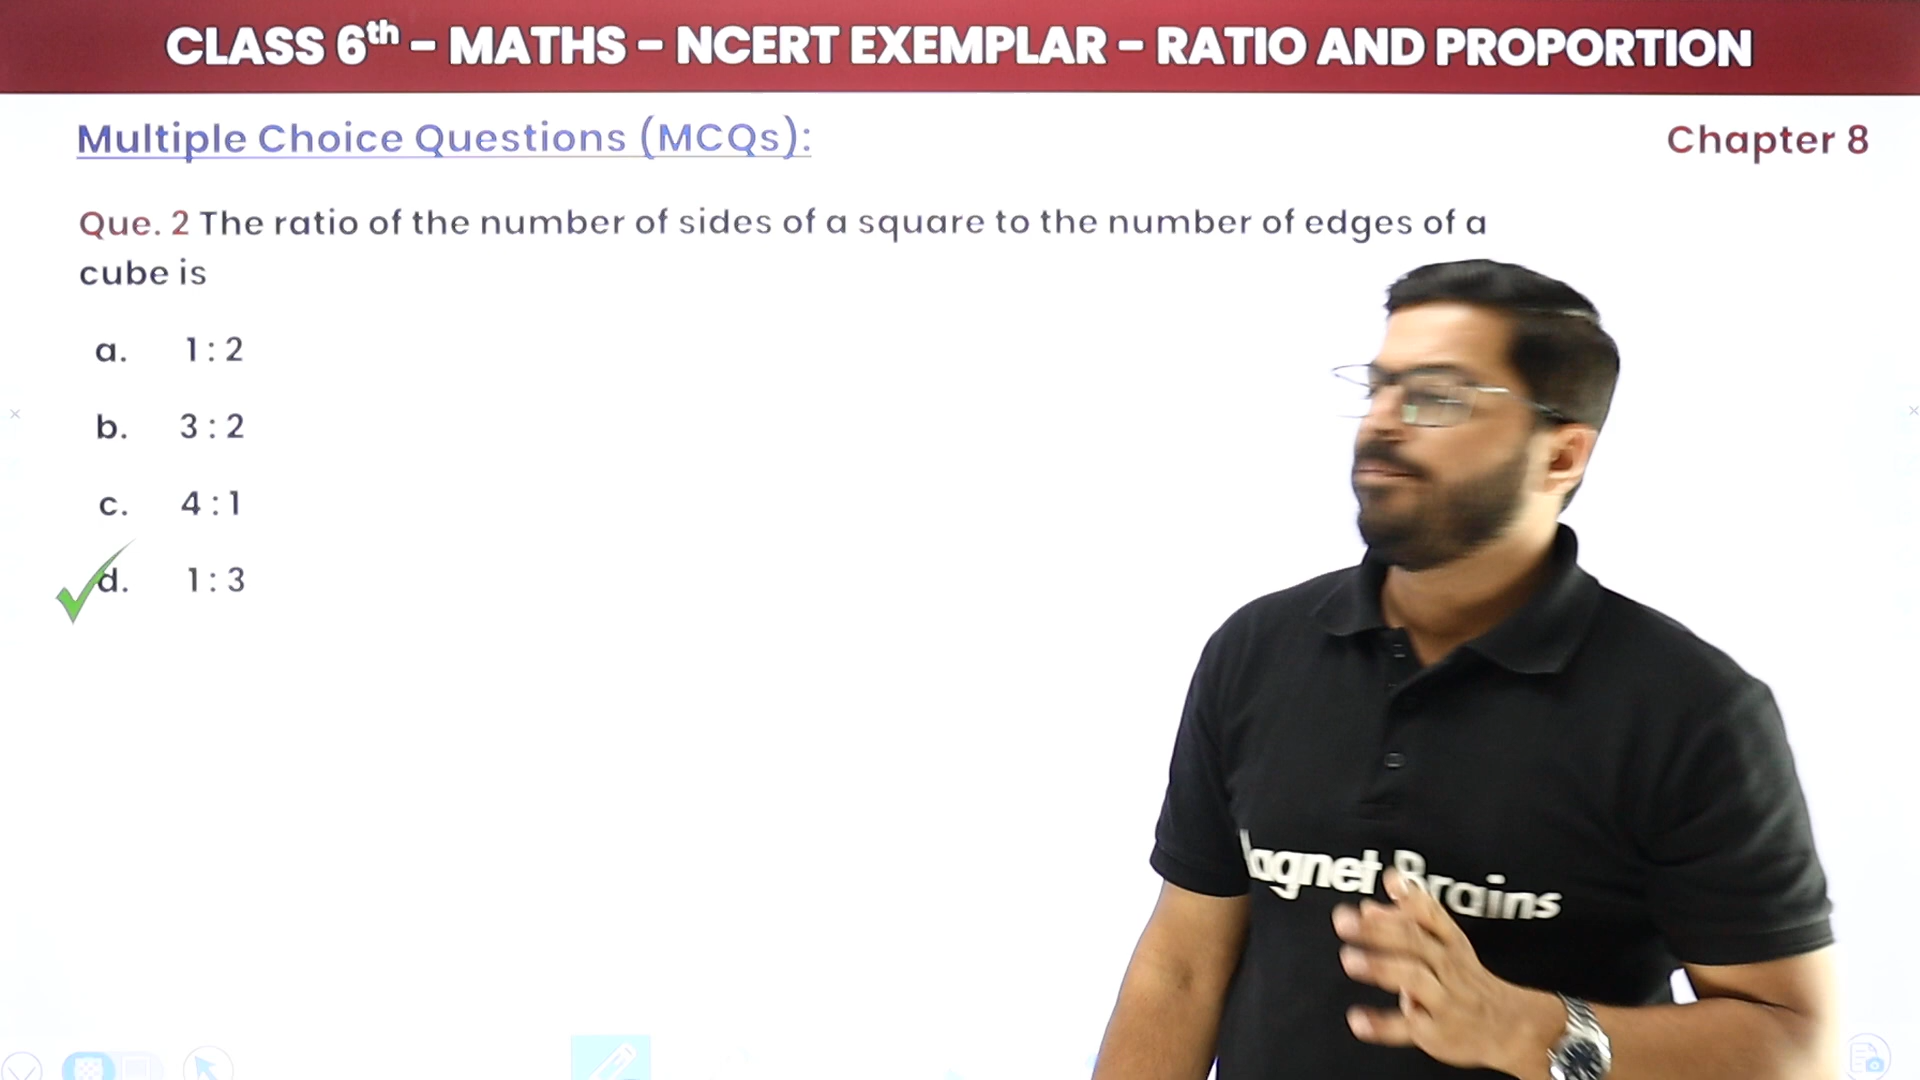 CLASS 6th – MATHS – NCERT EXEMPLAR – RATIO AND PROPORTION
Multiple Choice Questions (MCQs):
Chapter 8
Que. 2 The ratio of the number of sides of a square to the number of edges of a
cube is
a. 1 : 2
b. 3 : 2
c. 4 : 1
d. 1 : 3
agnet Brains